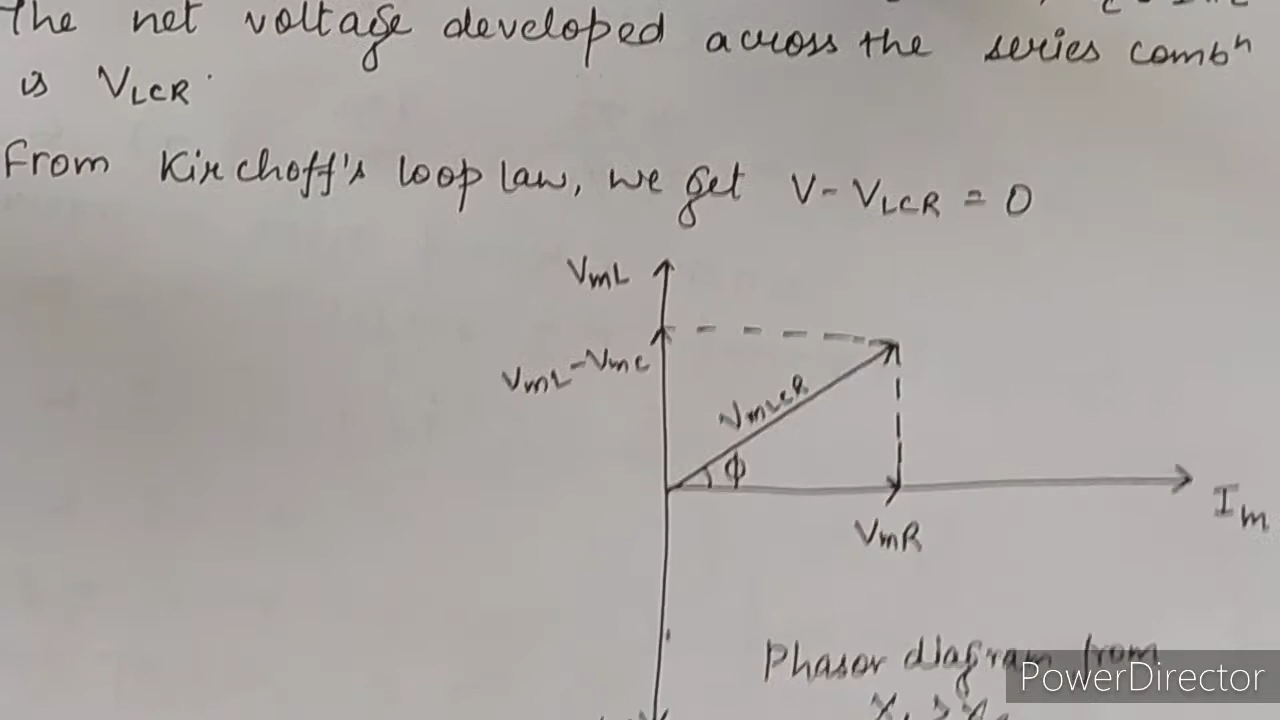 The net voltage developed across the series combⁿ
is VLCR.
From Kirchoff's loop law, we get V - VLCR = 0
VmL
VmL - Vmc
VmLCR
ϕ
VmR
Im
Phasor diagram from
PowerDirector